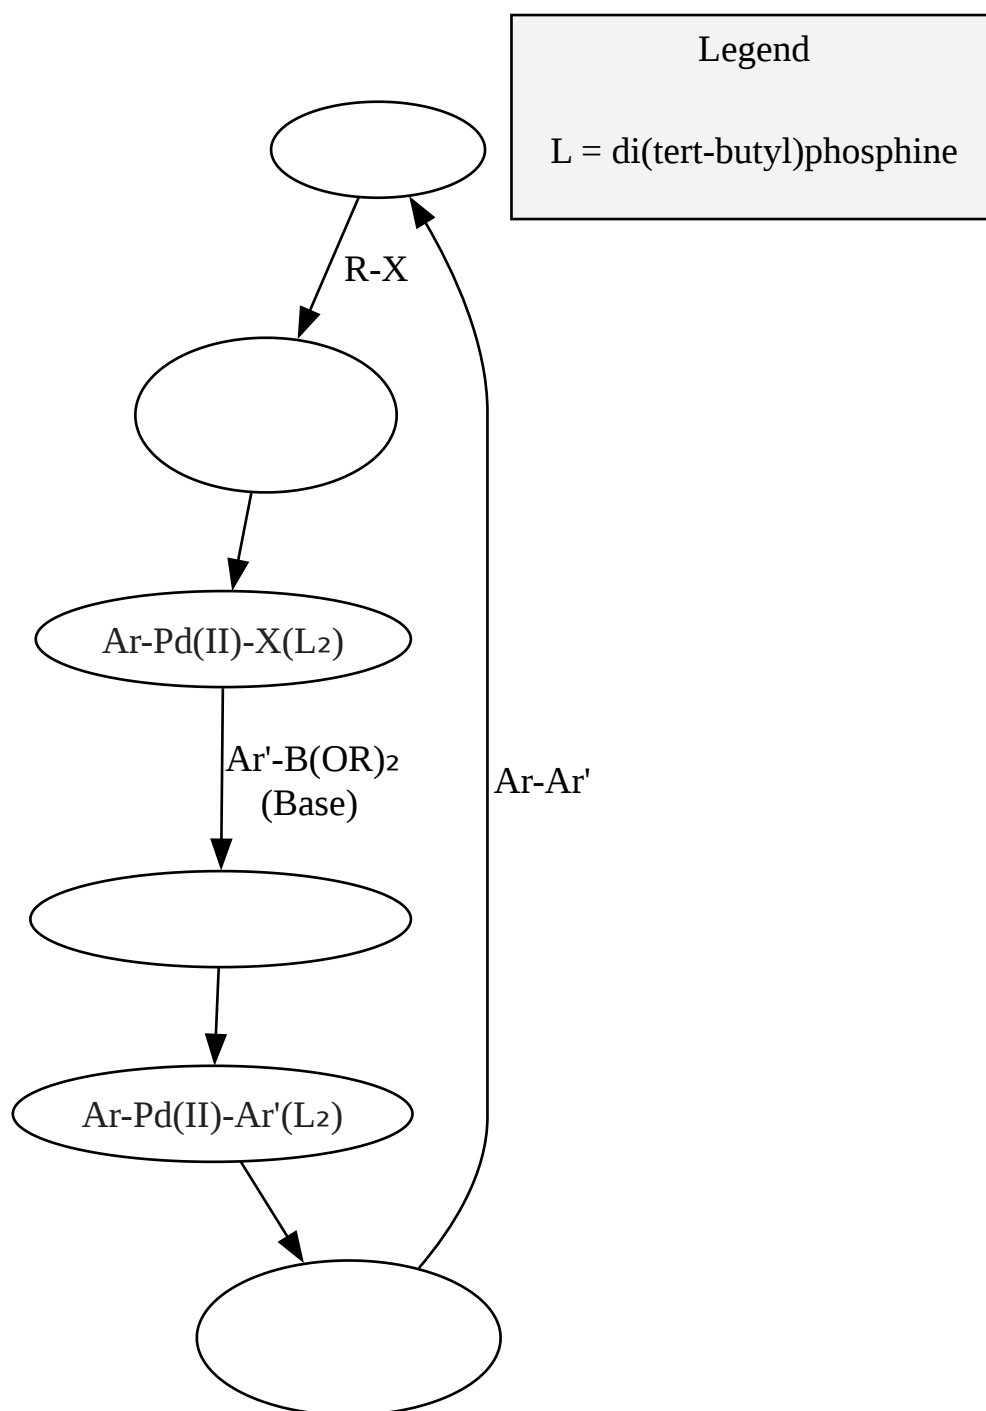 Legend
L = di(tert-butyl)phosphine
R-X
Ar-Pd(II)-X(L₂)
Ar'-B(OR)₂
(Base)
Ar-Ar'
Ar-Pd(II)-Ar'(L₂)